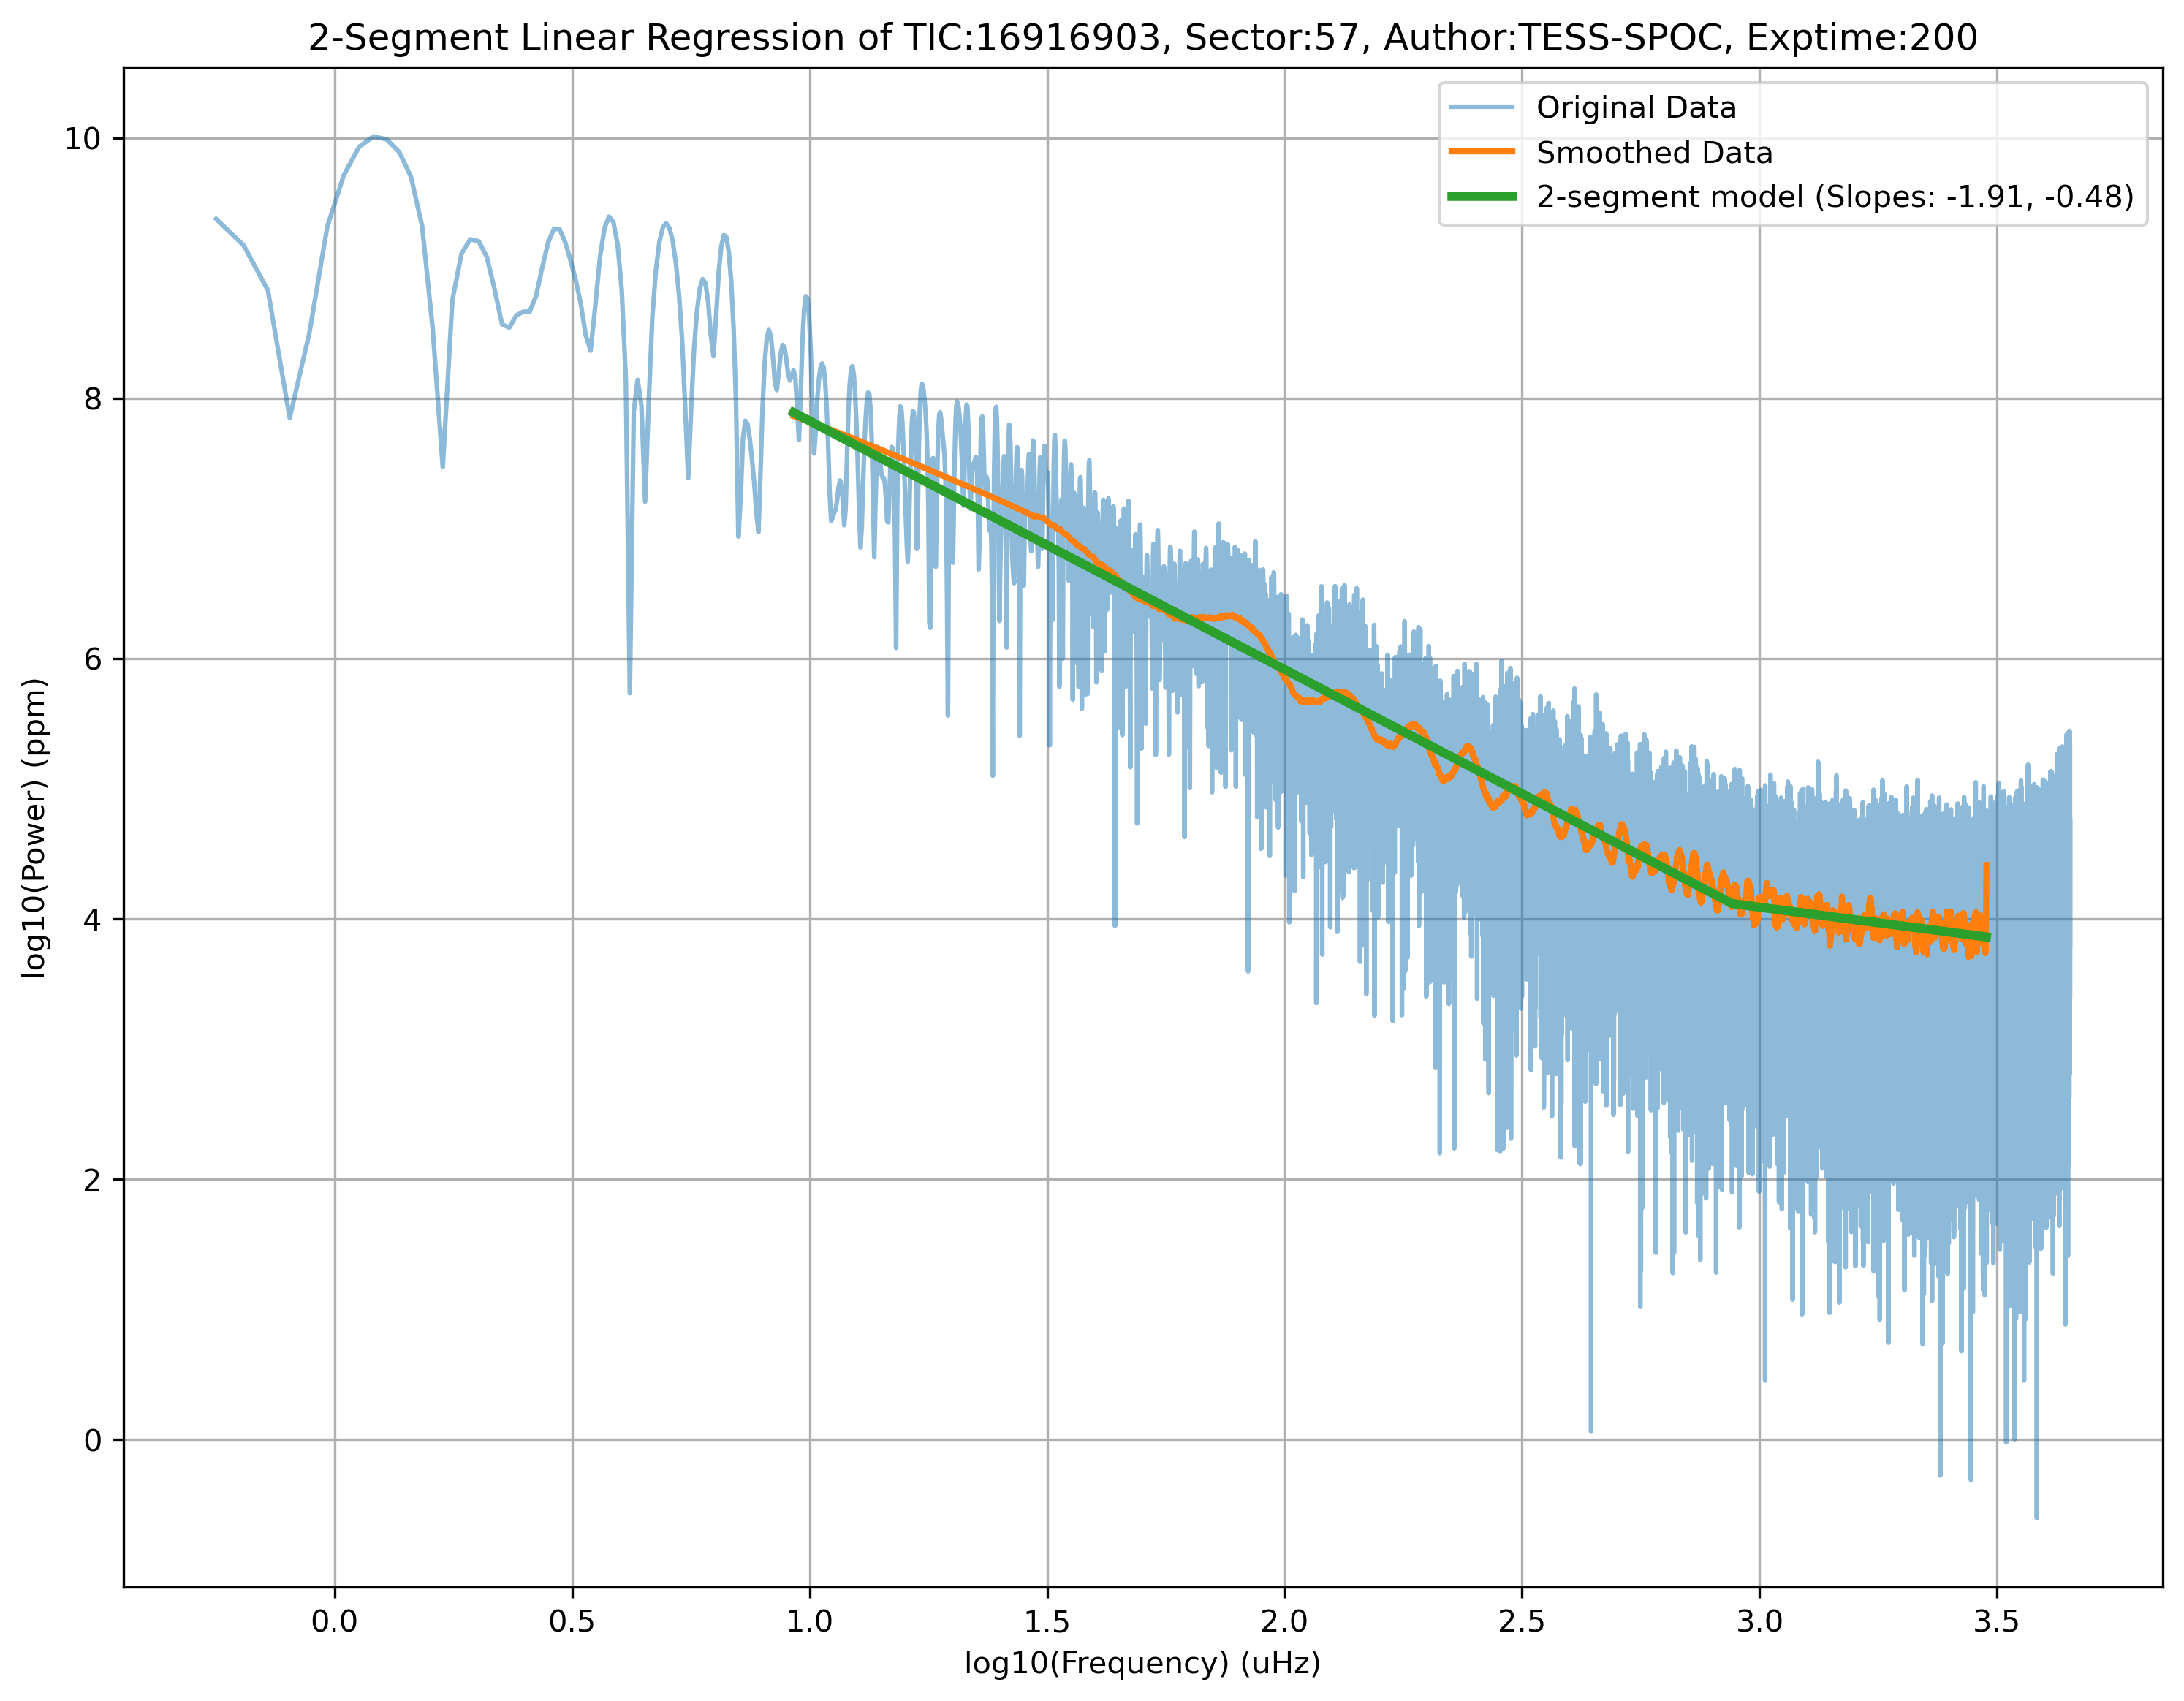 2-Segment Linear Regression of TIC:16916903, Sector:57, Author:TESS-SPOC, Exptime:200
Original Data
Smoothed Data
2-segment model (Slopes: -1.91, -0.48)
log10(Power) (ppm)
10
8
6
4
2
0
0.0 0.5 1.0 1.5 2.0 2.5 3.0 3.5
log10(Frequency) (uHz)